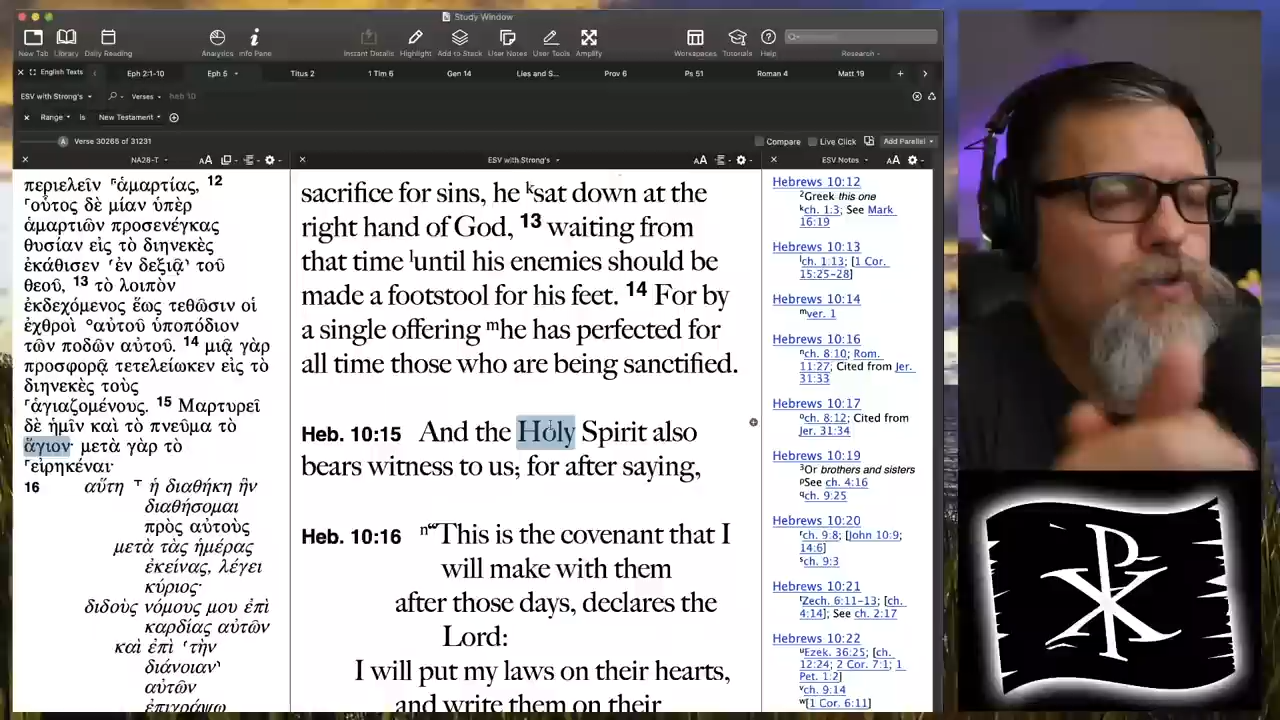 Study Window
New Tab Library Daily Reading Analytics Info Pane Instant Details Highlight Add to Stack User Notes User Tools Amplify Workspaces Tutorials Help Research
English Texts Eph 2:1-10 Eph 5 Titus 2 1 Tim 6 Gen 14 Lies and S... Prov 6 Ps 51 Roman 4 Matt 19
ESV with Strong's Verses heb 10
Range Is New Testament
Verse 30265 of 31231 Compare Live Click Add Parallel
NA28-T
περιελεῖν ⸀ἁμαρτίας, 12
⸀οὗτος δὲ μίαν ὑπὲρ
ἁμαρτιῶν προσενέγκας
θυσίαν εἰς τὸ διηνεκὲς
ἐκάθισεν ⸂ἐν δεξιᾷ⸃ τοῦ
θεοῦ, 13 τὸ λοιπὸν
ἐκδεχόμενος ἕως τεθῶσιν οἱ
ἐχθροὶ °αὐτοῦ ὑποπόδιον
τῶν ποδῶν αὐτοῦ. 14 μιᾷ γὰρ
προσφορᾷ τετελείωκεν εἰς τὸ
διηνεκὲς τοὺς
⸀ἁγιαζομένους. 15 Μαρτυρεῖ
δὲ ἡμῖν καὶ τὸ πνεῦμα τὸ
ἅγιον· μετὰ γὰρ τὸ
⸀εἰρηκέναι·
16 αὕτη ⸆ ἡ διαθήκη ἣν
διαθήσομαι
πρὸς αὐτοὺς
μετὰ τὰς ἡμέρας
ἐκείνας, λέγει
κύριος·
διδοὺς νόμους μου ἐπὶ
καρδίας αὐτῶν
καὶ ἐπὶ ⸂τὴν
διάνοιαν⸃
αὐτῶν
ἐπιγράψω
ESV with Strong's
sacrifice for sins, he ᵏsat down at the
right hand of God, 13 waiting from
that time ˡuntil his enemies should be
made a footstool for his feet. 14 For by
a single offering ᵐhe has perfected for
all time those who are being sanctified.
Heb. 10:15 And the Holy Spirit also
bears witness to us; for after saying,
Heb. 10:16 ⁿ“This is the covenant that I
will make with them
after those days, declares the
Lord:
I will put my laws on their hearts,
and write them on their
ESV Notes
Hebrews 10:12
²Greek this one
ᵏch. 1:3; See Mark
16:19
Hebrews 10:13
ˡch. 1:13; [1 Cor.
15:25-28]
Hebrews 10:14
ᵐver. 1
Hebrews 10:16
ⁿch. 8:10; Rom.
11:27; Cited from Jer.
31:33
Hebrews 10:17
ᵒch. 8:12; Cited from
Jer. 31:34
Hebrews 10:19
³Or brothers and sisters
ᵖSee ch. 4:16
qch. 9:25
Hebrews 10:20
ʳch. 9:8; [John 10:9;
14:6]
ˢch. 9:3
Hebrews 10:21
ᵗZech. 6:11-13; [ch.
4:14]; See ch. 2:17
Hebrews 10:22
ᵘEzek. 36:25; [ch.
12:24; 2 Cor. 7:1; 1
Pet. 1:2]
ᵛch. 9:14
ʷ[1 Cor. 6:11]